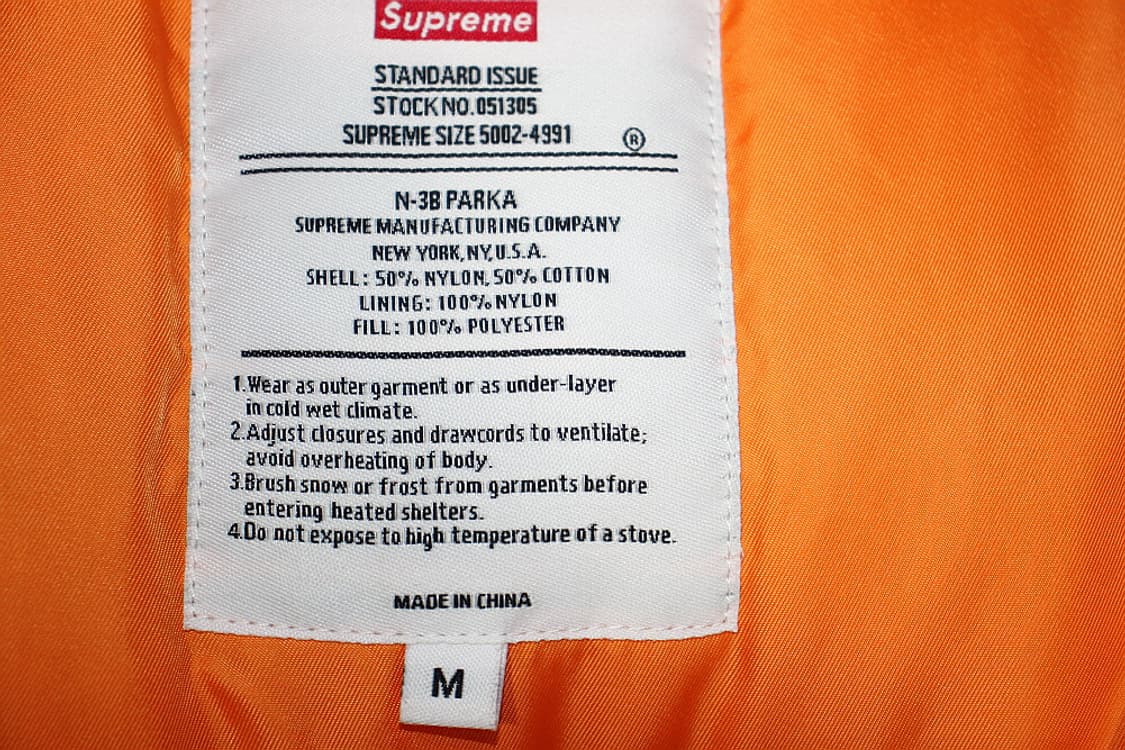 Supreme
STANDARD ISSUE
STOCK NO. 051305
SUPREME SIZE 5002-4991 ®
N-3B PARKA
SUPREME MANUFACTURING COMPANY
NEW YORK, NY, U.S.A.
SHELL: 50% NYLON, 50% COTTON
LINING: 100% NYLON
FILL: 100% POLYESTER
1.Wear as outer garment or as under-layer
in cold wet climate.
2.Adjust closures and drawcords to ventilate;
avoid overheating of body.
3.Brush snow or frost from garments before
entering heated shelters.
4.Do not expose to high temperature of a stove.
MADE IN CHINA
M